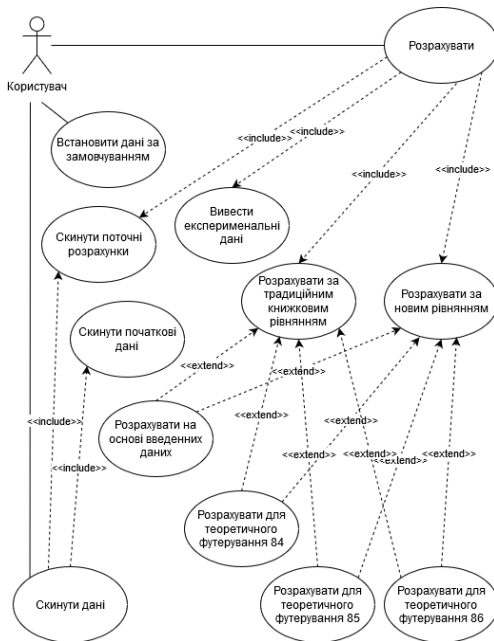 Користувач
Розрахувати
Встановити дані за
замовчуванням
<<include>>
<<include>>
<<include>>
<<include>>
Скинути поточні
розрахунки
Вивести
експерименальні
дані
Розрахувати за
традиційним
книжковим
рівнянням
Розрахувати за
новим рівнянням
Скинути початкові
дані
<<extend>>
<<extend>>
Розрахувати на
основі введенних
даних
<<include>>
<<extend>>
<<extend>>
<<include>>
<<extend>>
<<extend>>
<<extend>>
<<extend>>
Розрахувати для
теоретичного
футерування 84
Скинути дані
Розрахувати для
теоретичного
футерування 85
Розрахувати для
теоретичного
футерування 86